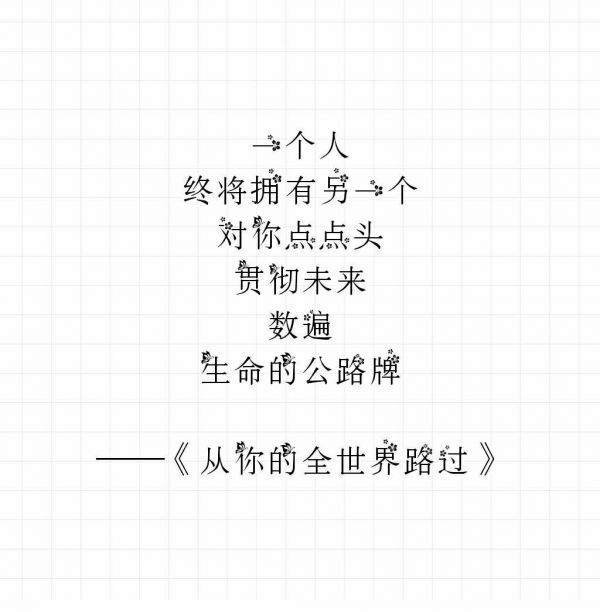 一个人
终将拥有另一个
对你点点头
贯彻未来
数遍
生命的公路牌
——《从你的全世界路过》